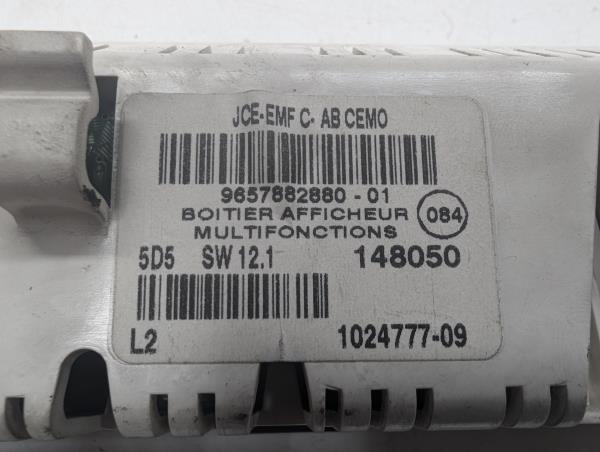 JCE-EMF C- AB CEMO
9657882880-01
BOITIER AFFICHEUR
MULTIFONCTIONS
084
5D5 SW 12.1 148050
L2 1024777-09